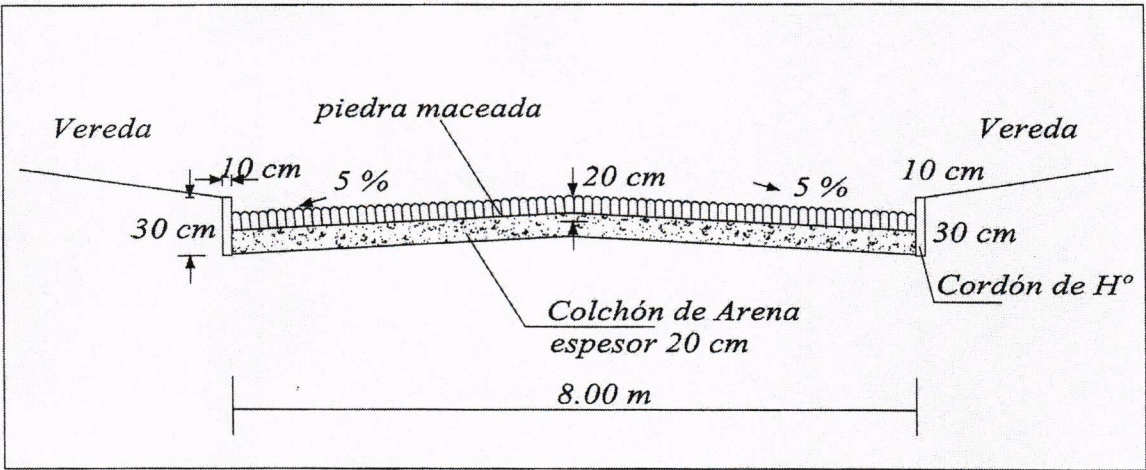 piedra maceada
Vereda
Vereda
10 cm
5 %
20 cm
5 %
10 cm
30 cm
30 cm
Cordón de Hº
Colchón de Arena
espesor 20 cm
8.00 m